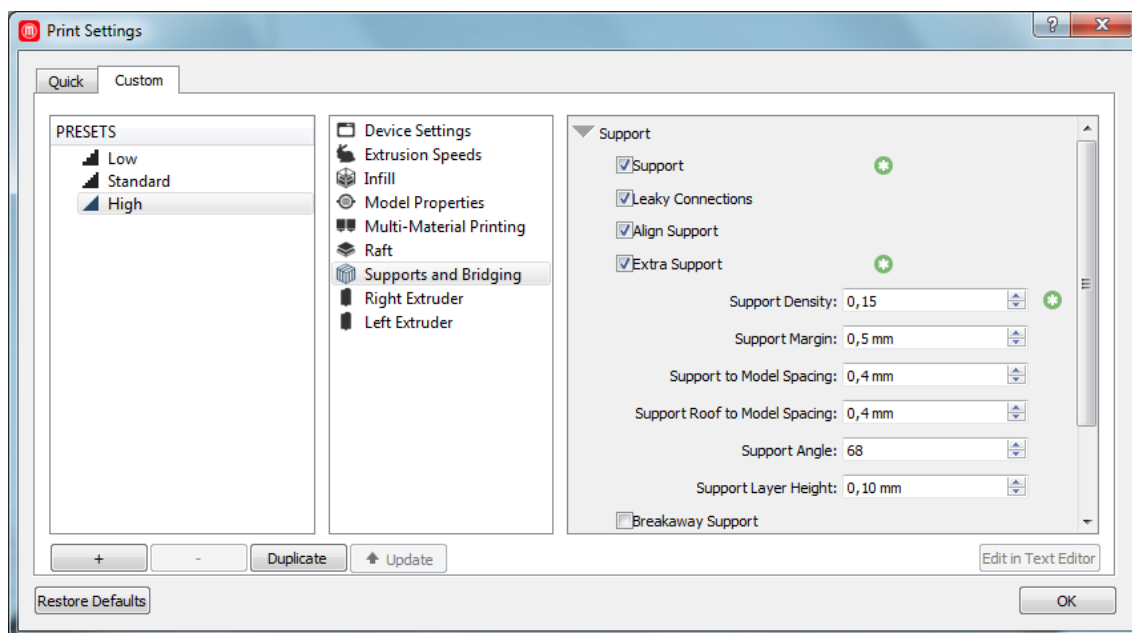 Print Settings
Quick Custom
PRESETS
Low
Standard
High
Device Settings
Extrusion Speeds
Infill
Model Properties
Multi-Material Printing
Raft
Supports and Bridging
Right Extruder
Left Extruder
Support
Support
Leaky Connections
Align Support
Extra Support
Support Density: 0,15
Support Margin: 0,5 mm
Support to Model Spacing: 0,4 mm
Support Roof to Model Spacing: 0,4 mm
Support Angle: 68
Support Layer Height: 0,10 mm
Breakaway Support
+ - Duplicate Update Edit in Text Editor
Restore Defaults OK